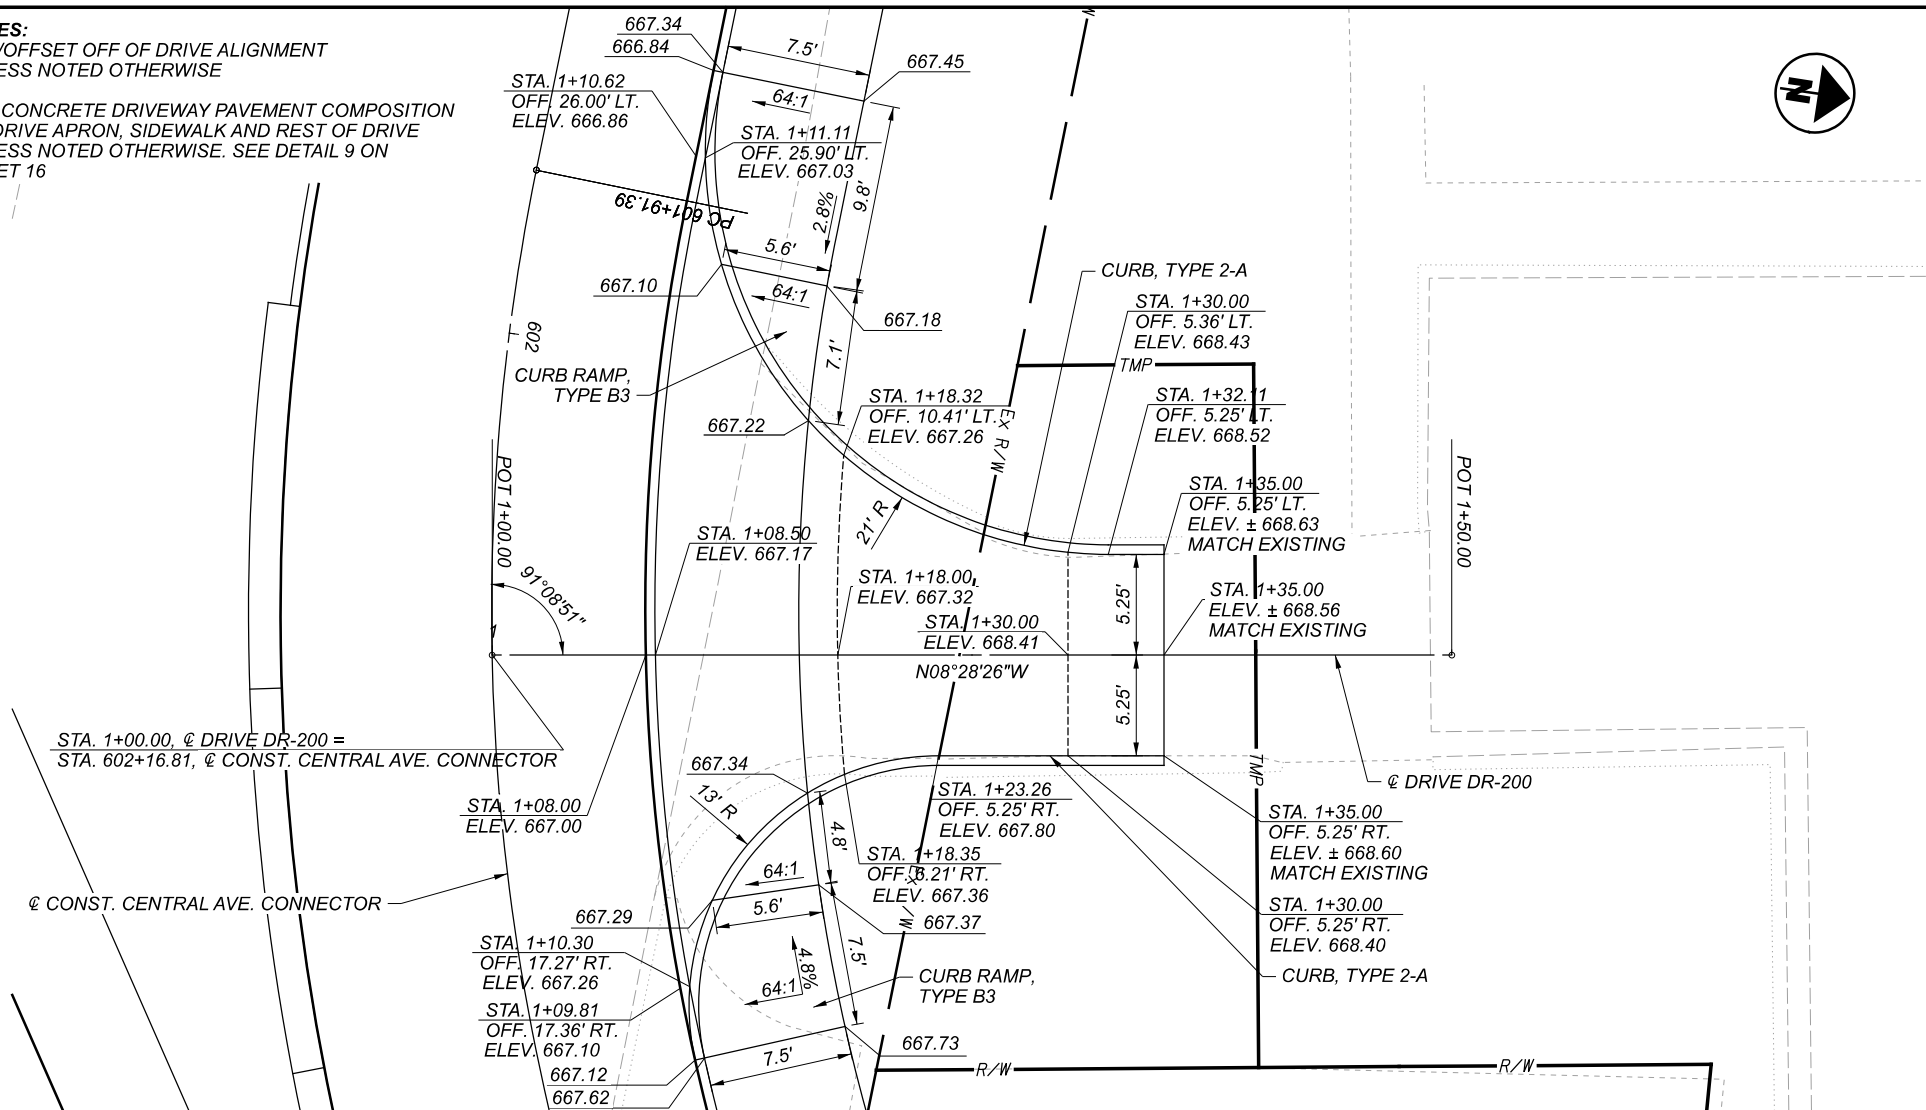 ES:
/OFFSET OFF OF DRIVE ALIGNMENT
ESS NOTED OTHERWISE
CONCRETE DRIVEWAY PAVEMENT COMPOSITION
DRIVE APRON, SIDEWALK AND REST OF DRIVE
ESS NOTED OTHERWISE. SEE DETAIL 9 ON
ET 16
667.34
666.84
7.5'
667.45
STA. 1+10.62
OFF. 26.00' LT.
ELEV. 666.86
64:1
STA. 1+11.11
OFF. 25.90' LT.
ELEV. 667.03
9.8'
2.8%
PC 601+91.39
N
5.6'
667.10
64:1
667.18
602
7.1'
CURB RAMP,
TYPE B3
CURB, TYPE 2-A
STA. 1+30.00
OFF. 5.36' LT.
ELEV. 668.43
TMP
STA. 1+18.32
OFF. 10.41' LT.
ELEV. 667.26
EX R/W
STA. 1+32.11
OFF. 5.25' LT.
ELEV. 668.52
667.22
POT 1+00.00
POT 1+50.00
21' R
STA. 1+35.00
OFF. 5.25' LT.
ELEV. ± 668.63
MATCH EXISTING
STA. 1+08.50
ELEV. 667.17
91°08'51"
STA. 1+18.00
ELEV. 667.32
5.25'
STA. 1+35.00
ELEV. ± 668.56
MATCH EXISTING
STA. 1+30.00
ELEV. 668.41
1
N08°28'26"W
5.25'
STA. 1+00.00, ℄ DRIVE DR-200 =
STA. 602+16.81, ℄ CONST. CENTRAL AVE. CONNECTOR
667.34
13' R
TMP
℄ DRIVE DR-200
STA. 1+08.00
ELEV. 667.00
STA. 1+23.26
OFF. 5.25' RT.
ELEV. 667.80
4.8'
STA. 1+35.00
OFF. 5.25' RT.
ELEV. ± 668.60
MATCH EXISTING
STA. 1+18.35
OFF. 6.21' RT.
ELEV. 667.36
64:1
℄ CONST. CENTRAL AVE. CONNECTOR
5.6'
667.29
667.37
STA. 1+30.00
OFF. 5.25' RT.
ELEV. 668.40
STA. 1+10.30
OFF. 17.27' RT.
ELEV. 667.26
7.5'
4.8%
64:1
CURB RAMP,
TYPE B3
CURB, TYPE 2-A
STA. 1+09.81
OFF. 17.36' RT.
ELEV. 667.10
667.73
7.5'
667.12
667.62
R/W
R/W